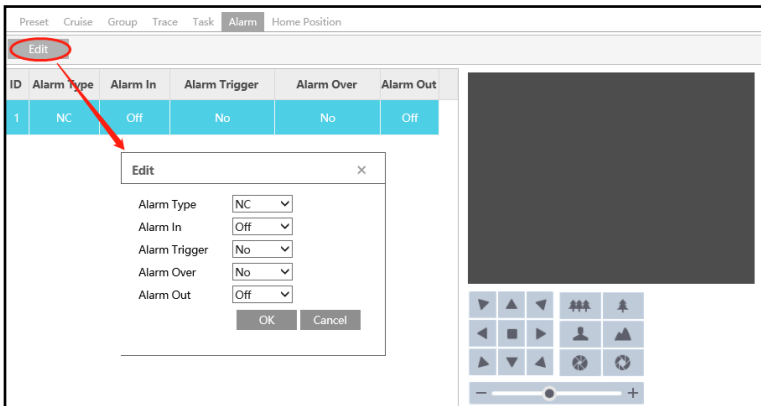 Preset Cruise Group Trace Task Alarm Home Position
Edit
ID Alarm Type Alarm In Alarm Trigger Alarm Over Alarm Out
1 NC Off No No Off
Edit ×
Alarm Type NC
Alarm In Off
Alarm Trigger No
Alarm Over No
Alarm Out Off
OK Cancel